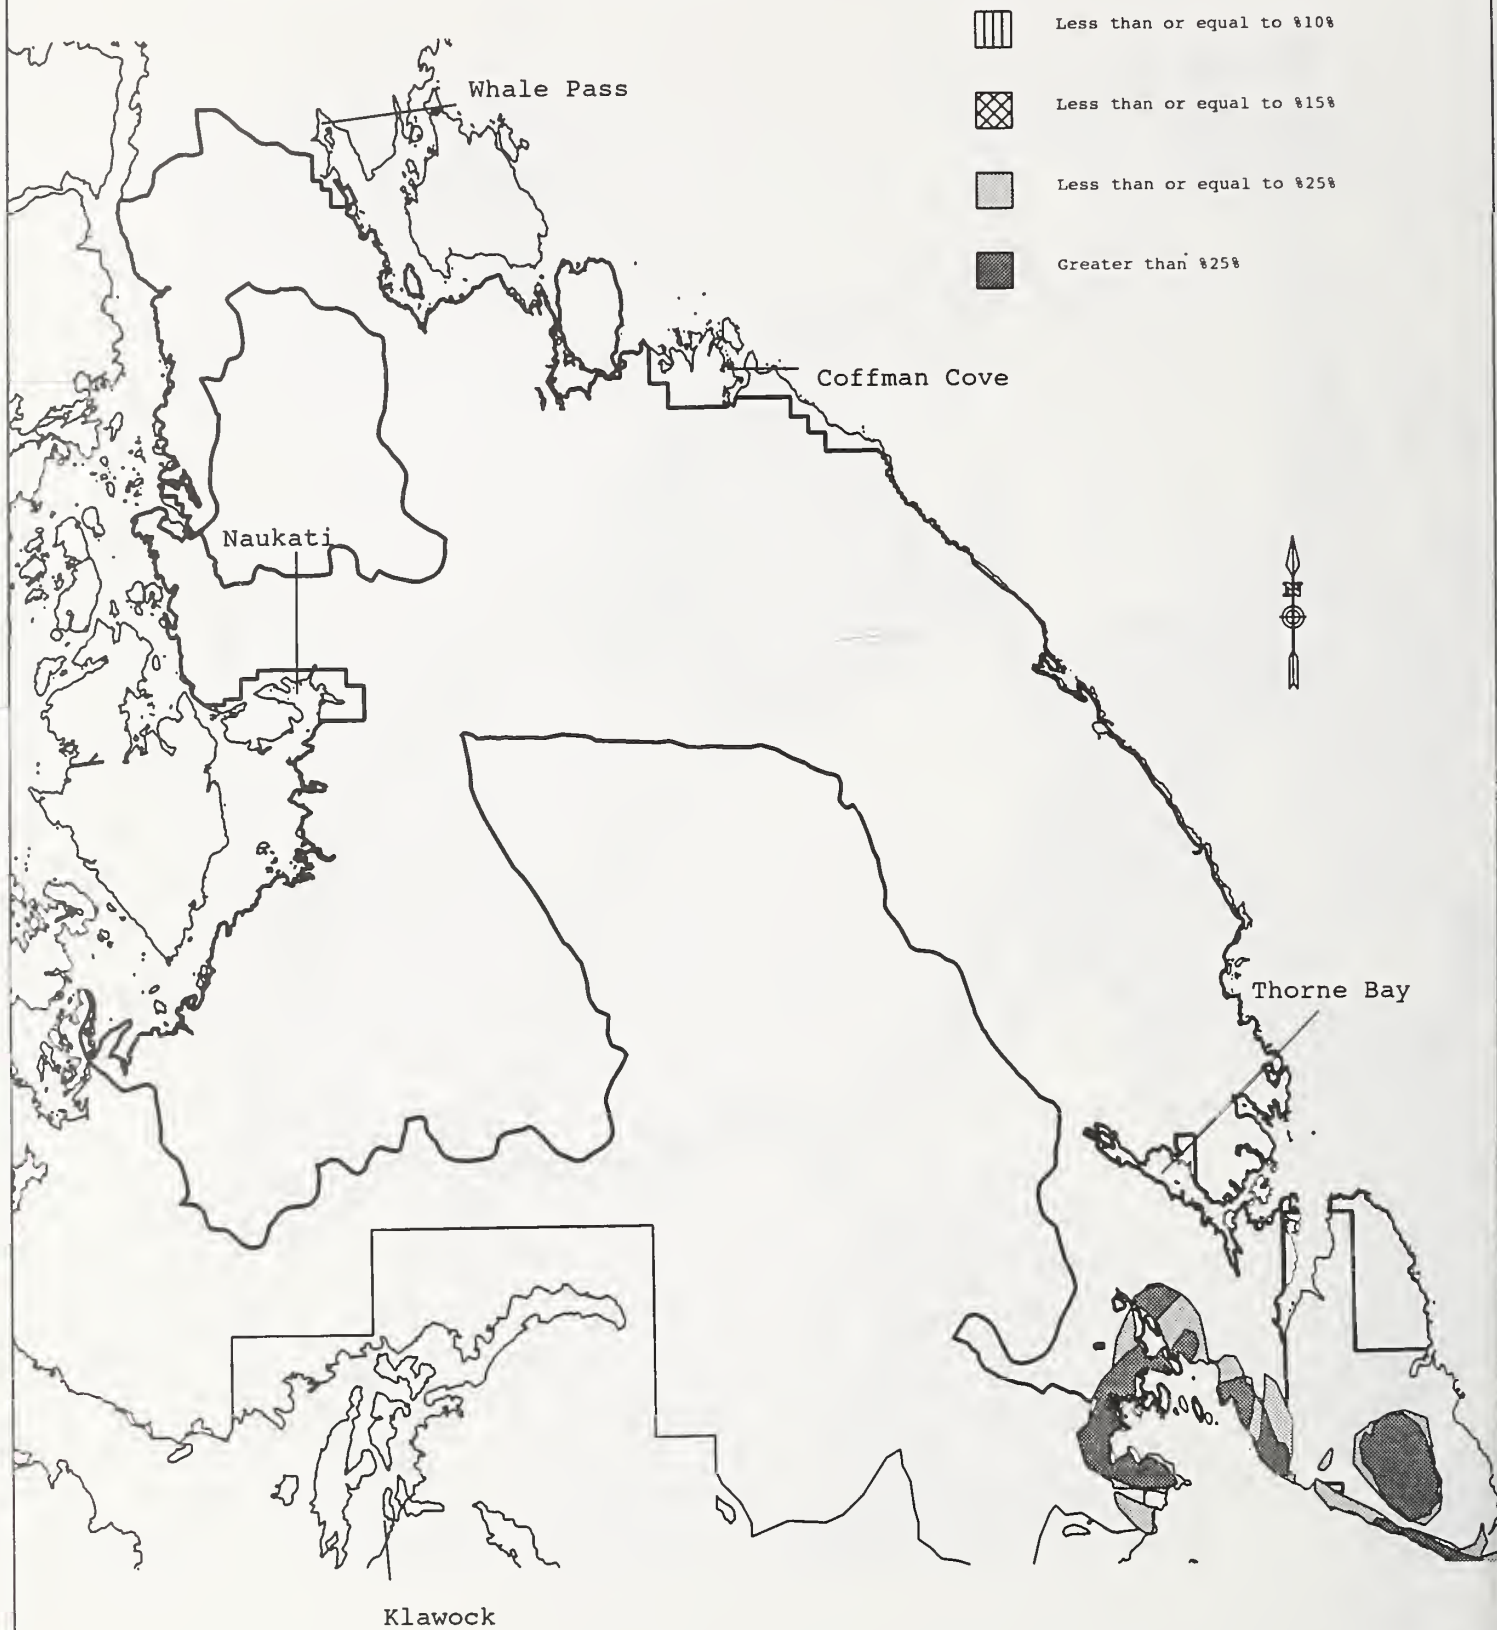 Less than or equal to %10%
Whale Pass
Less than or equal to %15%
Less than or equal to %25%
Greater than %25%
Coffman Cove
Naukati
N
Thorne Bay
Klawock